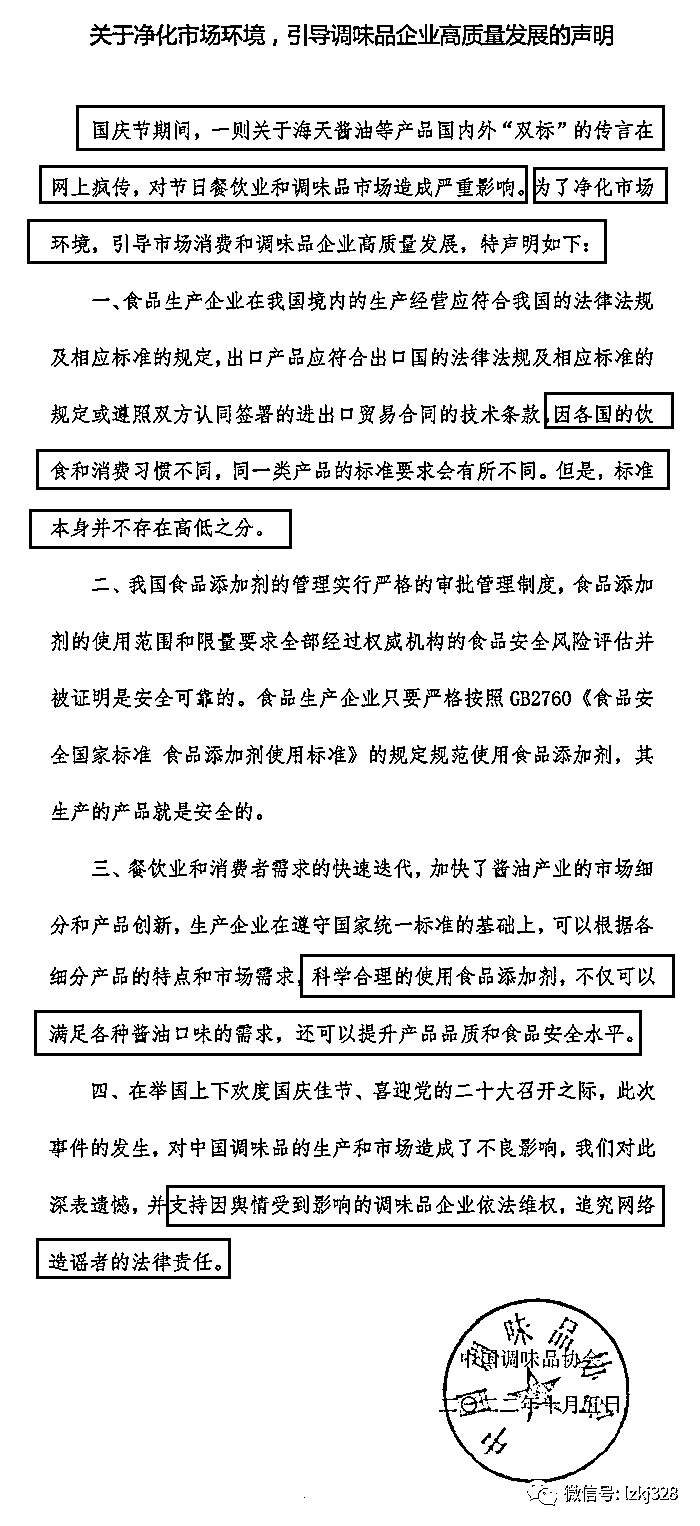 关于净化市场环境，引导调味品企业高质量发展的声明
国庆节期间，一则关于海天酱油等产品国内外“双标”的传言在
网上疯传，对节日餐饮业和调味品市场造成严重影响。为了净化市场
环境，引导市场消费和调味品企业高质量发展，特声明如下：
一、食品生产企业在我国境内的生产经营应符合我国的法律法规
及相应标准的规定，出口产品应符合出口国的法律法规及相应标准的
规定或遵照双方认同签署的进出口贸易合同的技术条款，因各国的饮
食和消费习惯不同，同一类产品的标准要求会有所不同。但是，标准
本身并不存在高低之分。
二、我国食品添加剂的管理实行严格的审批管理制度，食品添加
剂的使用范围和限量要求全部经过权威机构的食品安全风险评估并
被证明是安全可靠的。食品生产企业只要严格按照 GB2760《食品安
全国家标准 食品添加剂使用标准》的规定规范使用食品添加剂，其
生产的产品就是安全的。
三、餐饮业和消费者需求的快速迭代，加快了酱油产业的市场细
分和产品创新，生产企业在遵守国家统一标准的基础上，可以根据各
细分产品的特点和市场需求，科学合理的使用食品添加剂，不仅可以
满足各种酱油口味的需求，还可以提升产品品质和食品安全水平。
四、在举国上下欢度国庆佳节、喜迎党的二十大召开之际，此次
事件的发生，对中国调味品的生产和市场造成了不良影响，我们对此
深表遗憾，并支持因舆情受到影响的调味品企业依法维权，追究网络
造谣者的法律责任。
中国调味品协会
中国调味品协会
二〇二二年十月五日
微信号: lzkj328